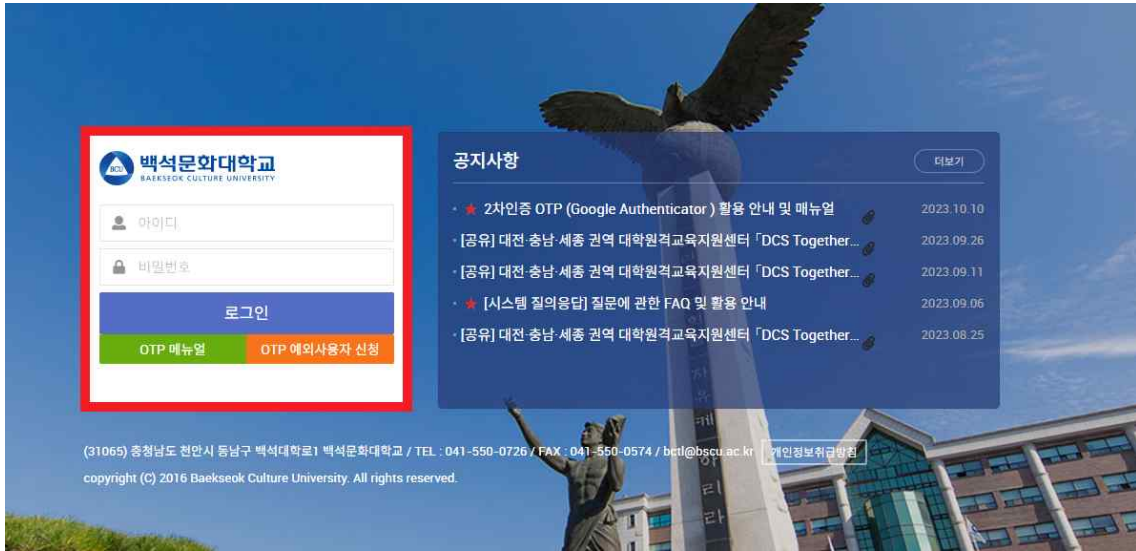 BCU
백석문화대학교
BAEKSEOK CULTURE UNIVERSITY
아이디
비밀번호
로그인
OTP 메뉴얼 OTP 예외사용자 신청
공지사항 더보기
★ 2차인증 OTP (Google Authenticator ) 활용 안내 및 매뉴얼 2023.10.10
[공유] 대전·충남·세종 권역 대학원격교육지원센터「DCS Together... 2023.09.26
[공유] 대전·충남·세종 권역 대학원격교육지원센터「DCS Together... 2023.09.11
★ [시스템 질의응답] 질문에 관한 FAQ 및 활용 안내 2023.09.06
[공유] 대전·충남·세종 권역 대학원격교육지원센터「DCS Together... 2023.08.25
(31065) 충청남도 천안시 동남구 백석대학로1 백석문화대학교 / TEL : 041-550-0726 / FAX : 041-550-0574 / bctl@bscu.ac.kr 개인정보취급방침
copyright (C) 2016 Baekseok Culture University. All rights reserved.